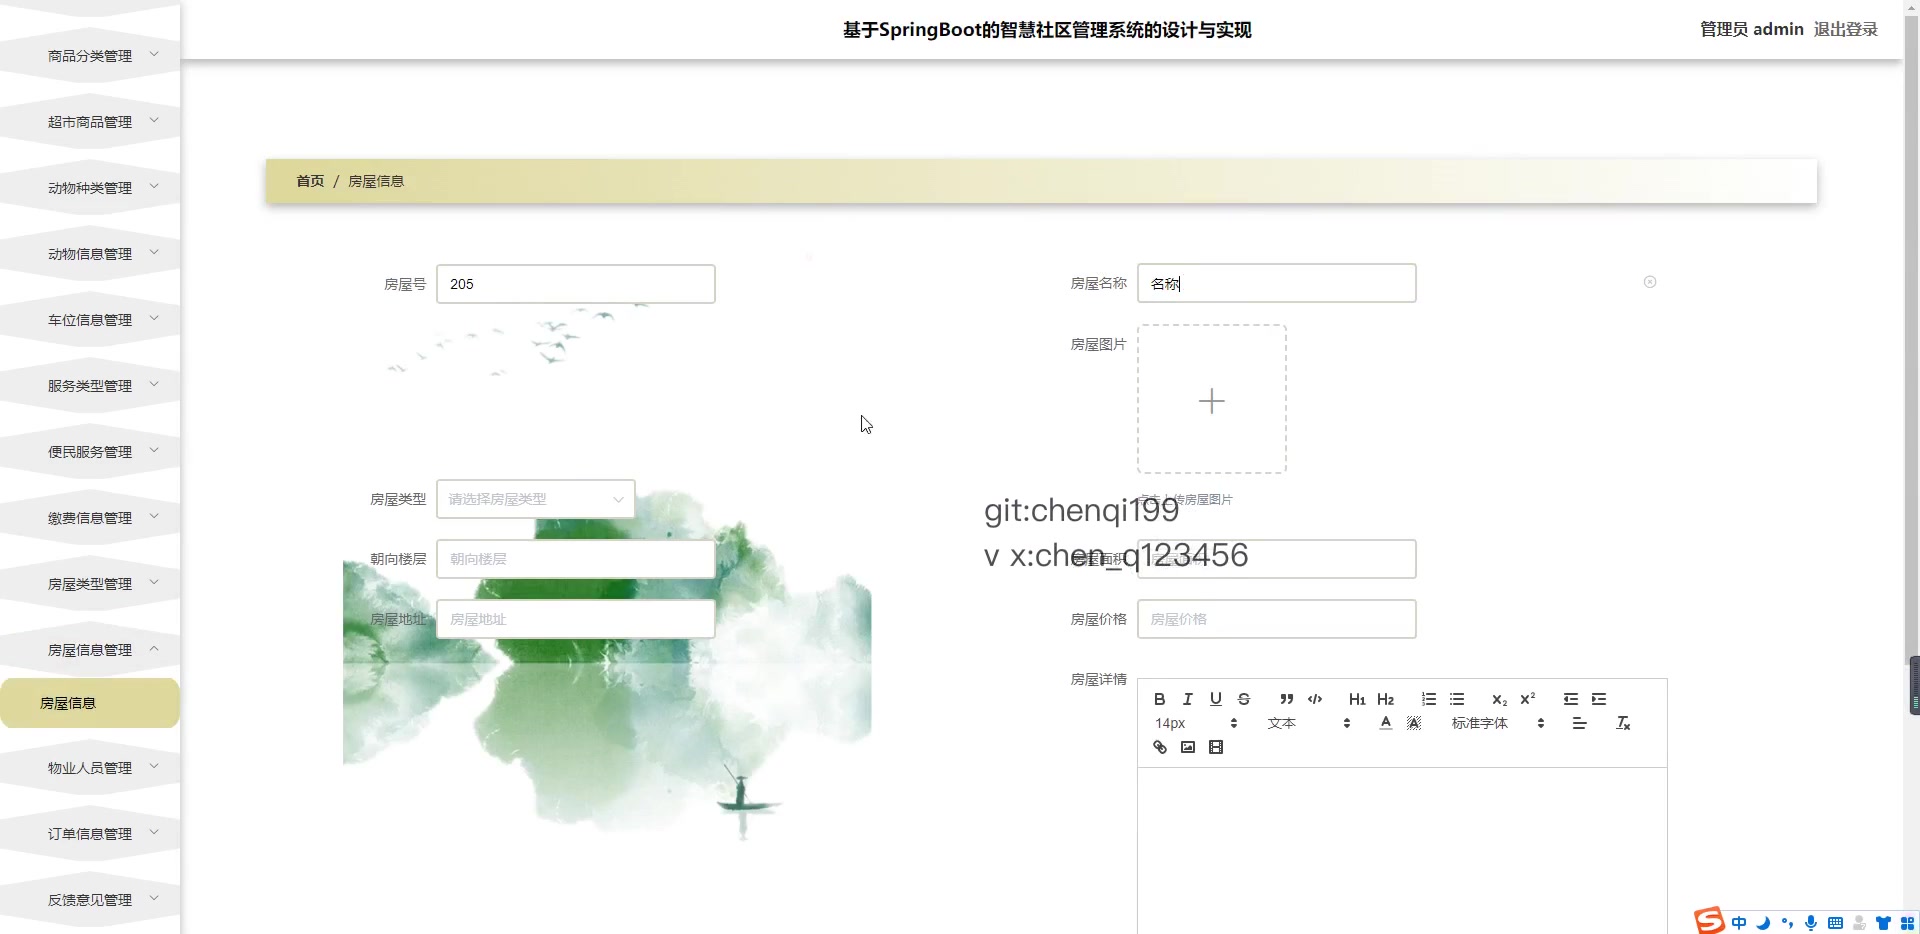 基于SpringBoot的智慧社区管理系统的设计与实现
管理员 admin 退出登录
商品分类管理
超市商品管理
动物种类管理
动物信息管理
车位信息管理
服务类型管理
便民服务管理
缴费信息管理
房屋类型管理
房屋信息管理
房屋信息
物业人员管理
订单信息管理
反馈意见管理
首页 / 房屋信息
房屋号 205
房屋名称 名称
房屋图片
点击上传房屋图片
房屋类型 请选择房屋类型
git:chenqi199
v x:chen_q123456
朝向楼层 朝向楼层
房屋面积
房屋地址 房屋地址
房屋价格 房屋价格
房屋详情
B I U S H1 H2 X2 X2
14px 文本 A A 标准字体 Tx
S 中